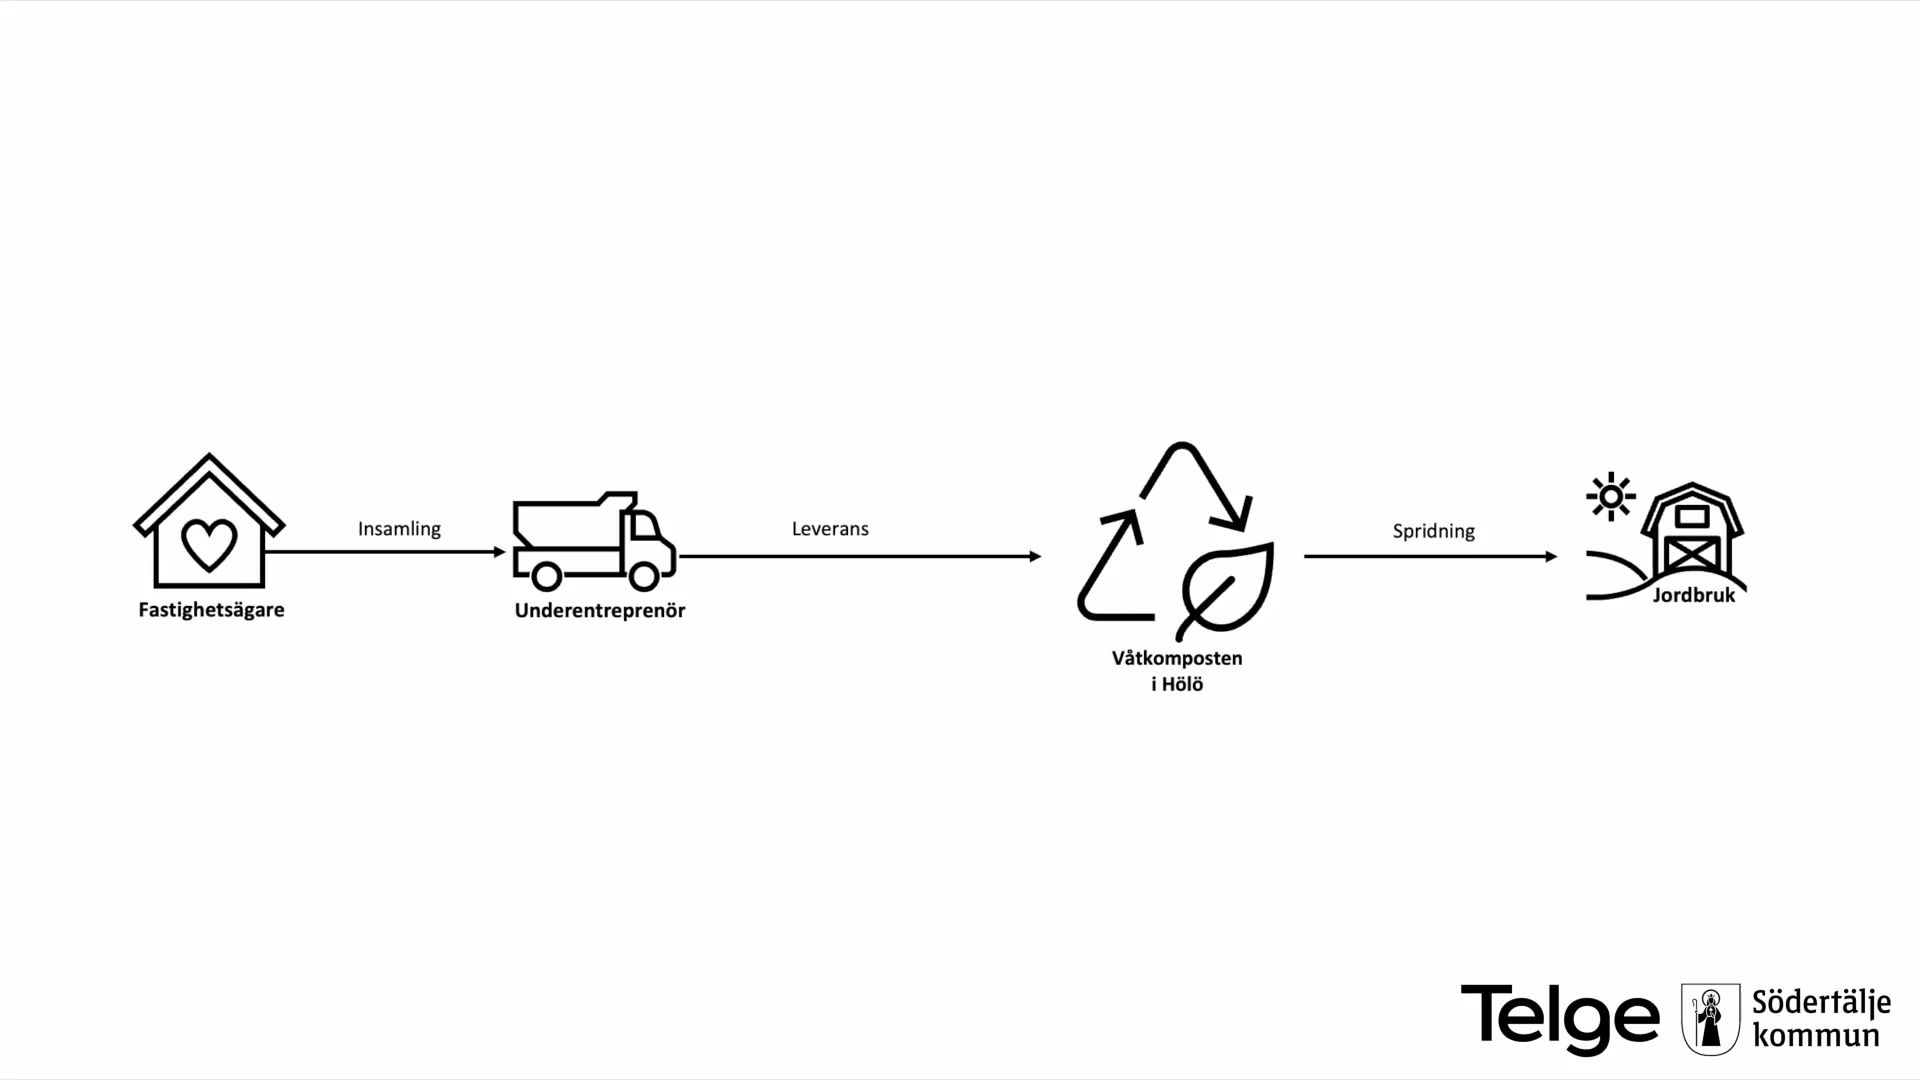 Insamling
Leverans
Spridning
Fastighetsägare
Underentreprenör
Jordbruk
Våtkomposten
i Hölö
Telge
Södertälje
kommun